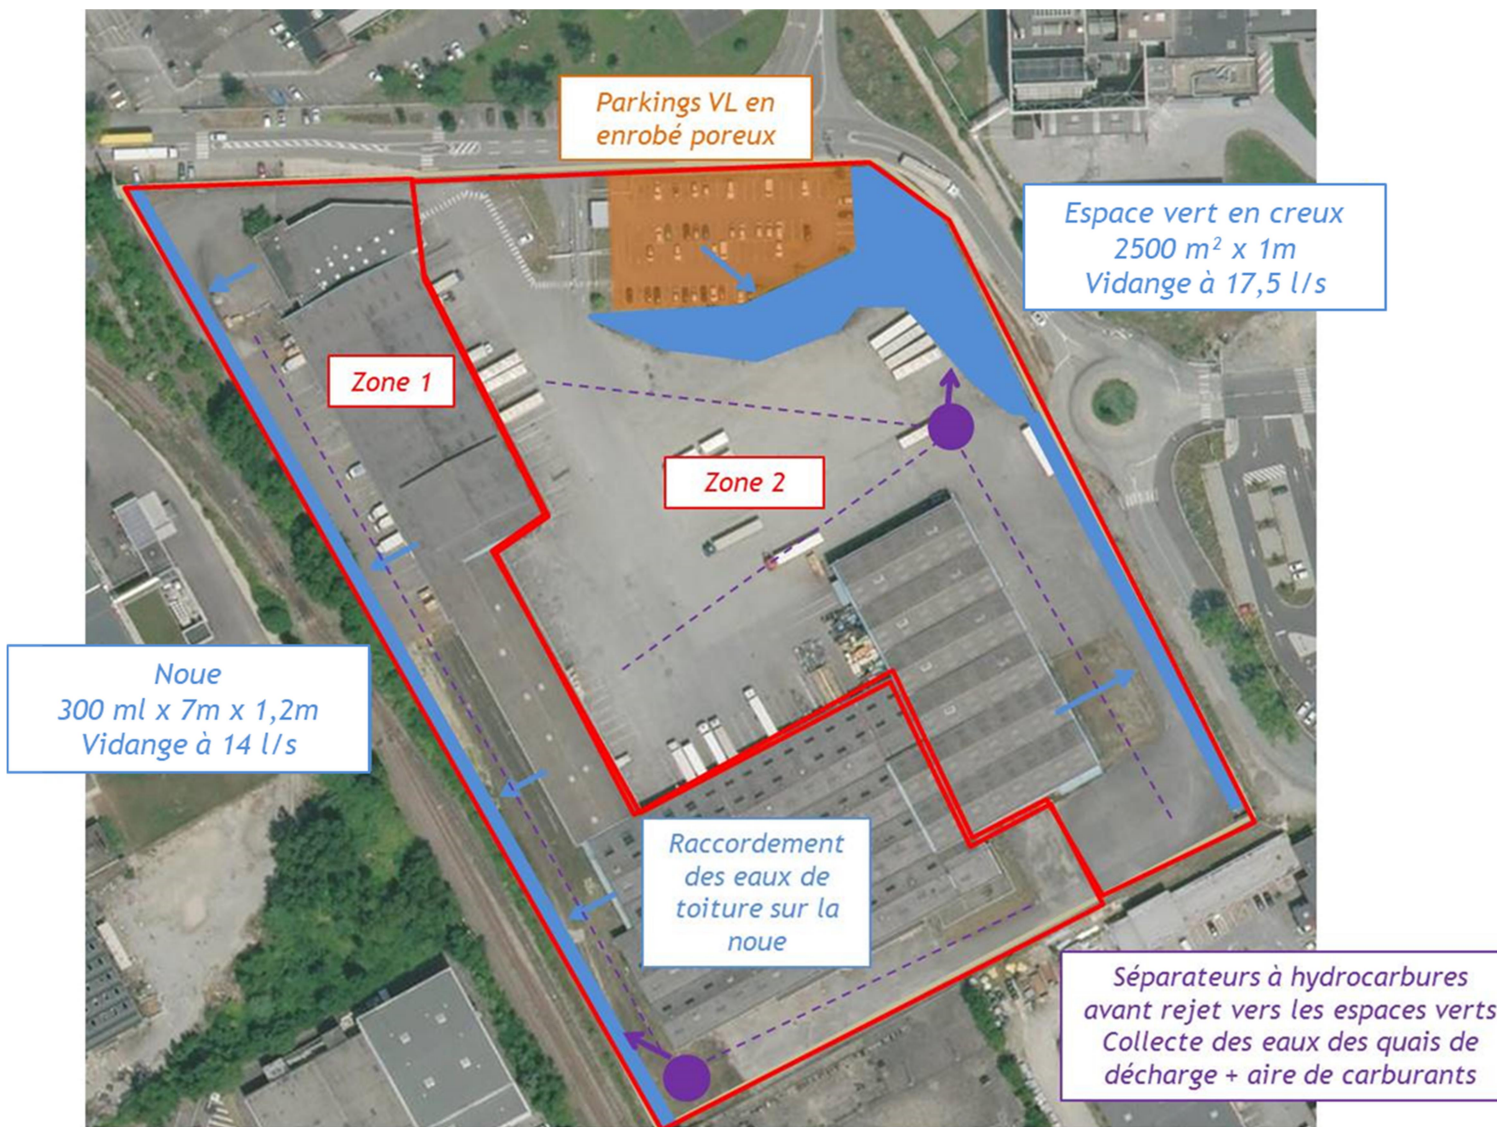 Parkings VL en
enrobé poreux
Espace vert en creux
2500 m² x 1m
Vidange à 17,5 l/s
Zone 1
Zone 2
Noue
300 ml x 7m x 1,2m
Vidange à 14 l/s
Raccordement
des eaux de
toiture sur la
noue
Séparateurs à hydrocarbures
avant rejet vers les espaces verts
Collecte des eaux des quais de
décharge + aire de carburants